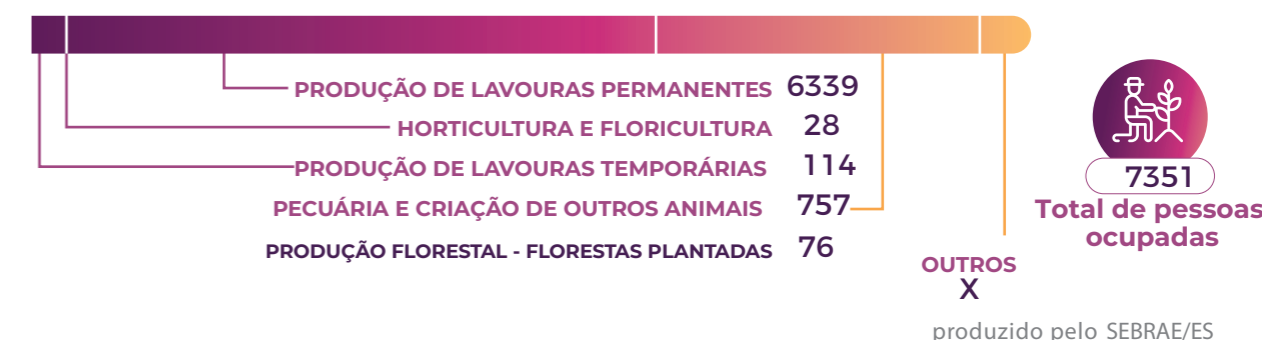 PRODUÇÃO DE LAVOURAS PERMANENTES 6339
HORTICULTURA E FLORICULTURA 28
PRODUÇÃO DE LAVOURAS TEMPORÁRIAS 114
PECUÁRIA E CRIAÇÃO DE OUTROS ANIMAIS 757
PRODUÇÃO FLORESTAL - FLORESTAS PLANTADAS 76
OUTROS
X
7351
Total de pessoas
ocupadas
produzido pelo SEBRAE/ES